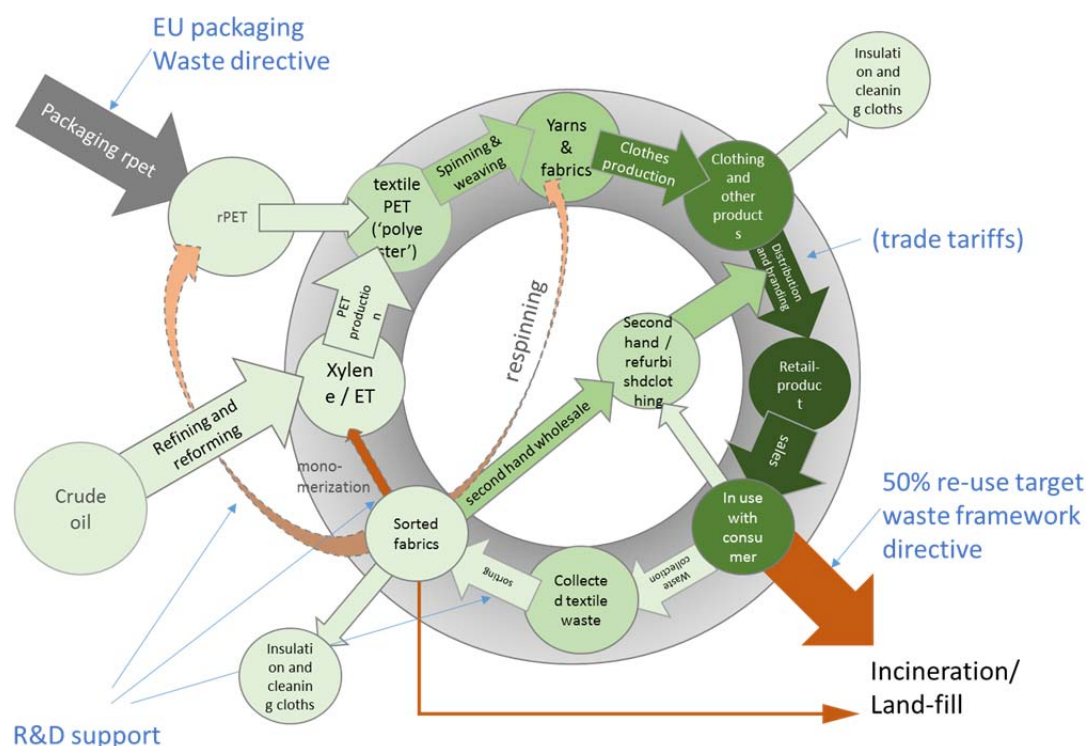 EU packaging
Waste directive
Packaging rpet
rPET
textile
PET
('polye
ster')
Spinning &
weaving
Yarns
&
fabrics
Clothes
production
Clothing
and
other
product
s
Insulati
on and
cleanin
g cloths
(trade tariffs)
Distribution
and branding
PET
productio
n
respinning
Second
hand /
refurbi
shdclot
hing
Retail-
produc
t
Xylen
e / ET
Refining and
reforming
sales
Crude
oil
mono-
merization
second hand wholesale
50% re-use target
waste framework
directive
Sorted
fabrics
In use
with
consu
mer
Waste
collection
sorting
Collecte
d textile
waste
Insulati
on and
cleanin
g cloths
Incineration/
Land-fill
R&D support